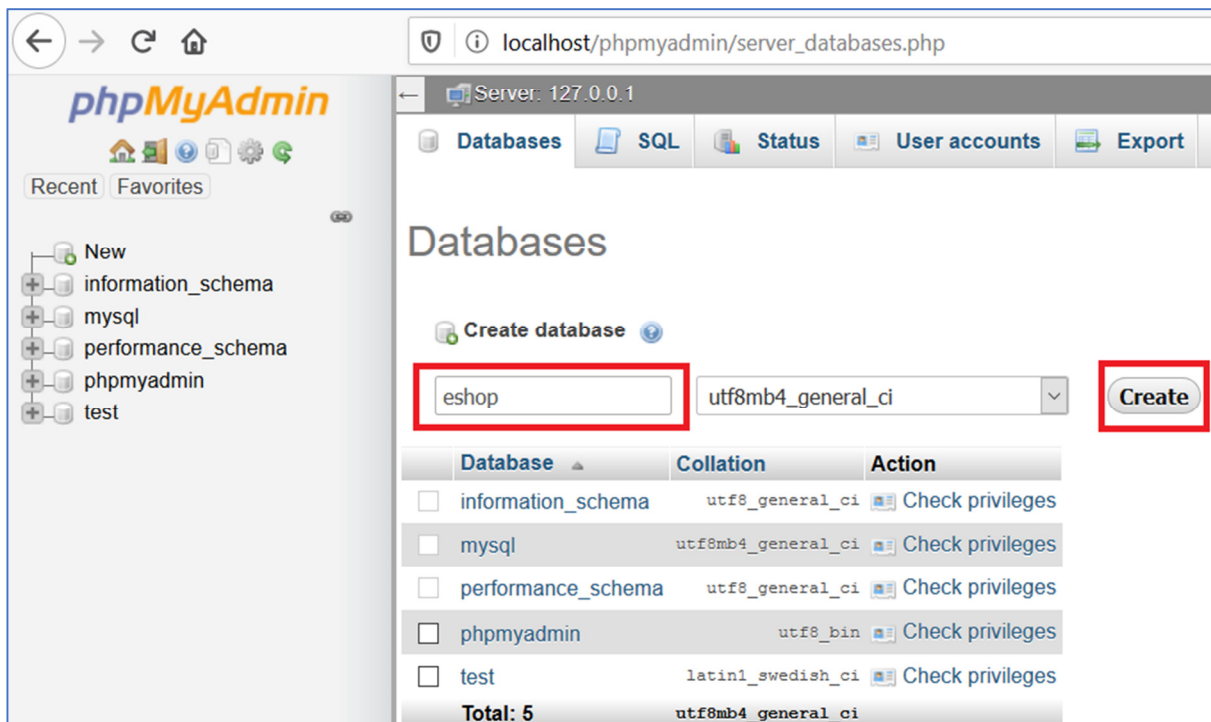 localhost/phpmyadmin/server_databases.php
phpMyAdmin
Recent Favorites
New
information_schema
mysql
performance_schema
phpmyadmin
test
Server: 127.0.0.1
Databases SQL Status User accounts Export
Databases
Create database
eshop utf8mb4_general_ci Create
Database Collation Action
information_schema utf8_general_ci Check privileges
mysql utf8mb4_general_ci Check privileges
performance_schema utf8_general_ci Check privileges
phpmyadmin utf8_bin Check privileges
test latin1_swedish_ci Check privileges
Total: 5 utf8mb4_general_ci